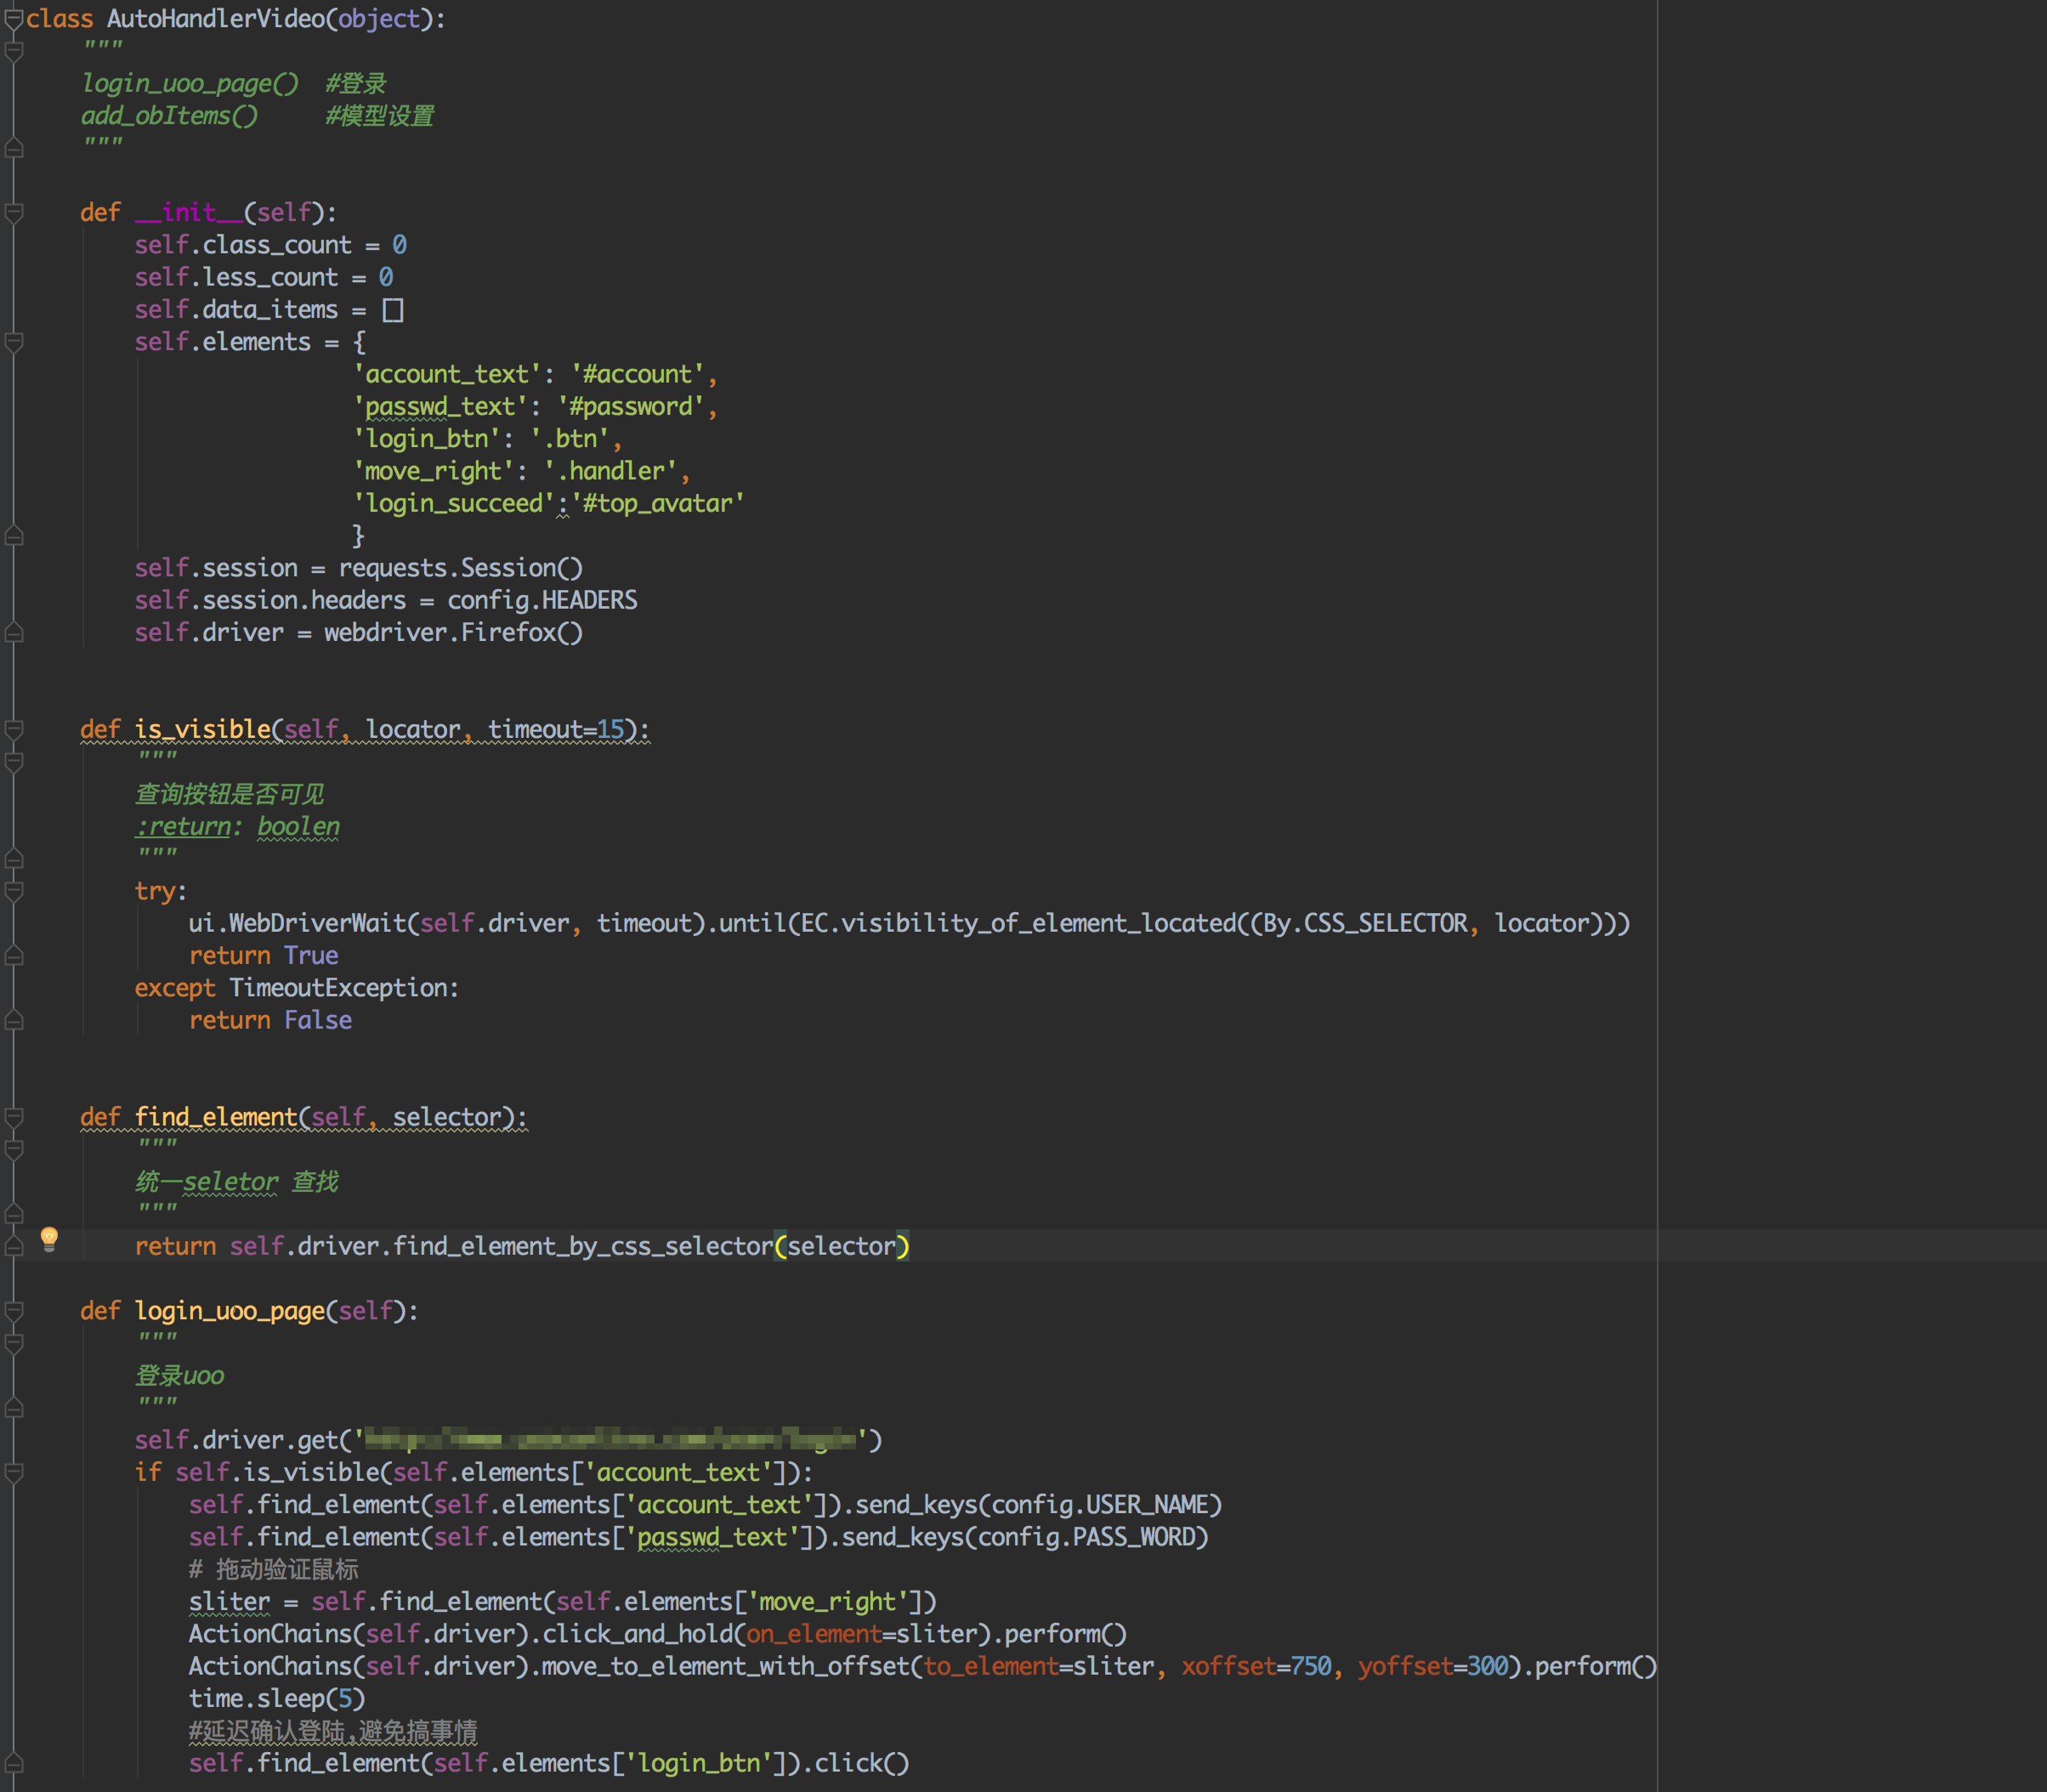 class AutoHandlerVideo(object):
    """
    login_uoo_page()  #登录
    add_obItems()     #模型设置
    """
    def __init__(self):
        self.class_count = 0
        self.less_count = 0
        self.data_items = []
        self.elements = {
                        'account_text': '#account',
                        'passwd_text': '#password',
                        'login_btn': '.btn',
                        'move_right': '.handler',
                        'login_succeed':'#top_avatar'
                        }
        self.session = requests.Session()
        self.session.headers = config.HEADERS
        self.driver = webdriver.Firefox()
    def is_visible(self, locator, timeout=15):
        """
        查询按钮是否可见
        :return: boolen
        """
        try:
            ui.WebDriverWait(self.driver, timeout).until(EC.visibility_of_element_located((By.CSS_SELECTOR, locator)))
            return True
        except TimeoutException:
            return False
    def find_element(self, selector):
        """
        统一seletor 查找
        """
        return self.driver.find_element_by_css_selector(selector)
    def login_uoo_page(self):
        """
        登录uoo
        """
        self.driver.get('')
        if self.is_visible(self.elements['account_text']):
            self.find_element(self.elements['account_text']).send_keys(config.USER_NAME)
            self.find_element(self.elements['passwd_text']).send_keys(config.PASS_WORD)
            # 拖动验证鼠标
            sliter = self.find_element(self.elements['move_right'])
            ActionChains(self.driver).click_and_hold(on_element=sliter).perform()
            ActionChains(self.driver).move_to_element_with_offset(to_element=sliter, xoffset=750, yoffset=300).perform()
            time.sleep(5)
            #延迟确认登陆,避免搞事情
            self.find_element(self.elements['login_btn']).click()